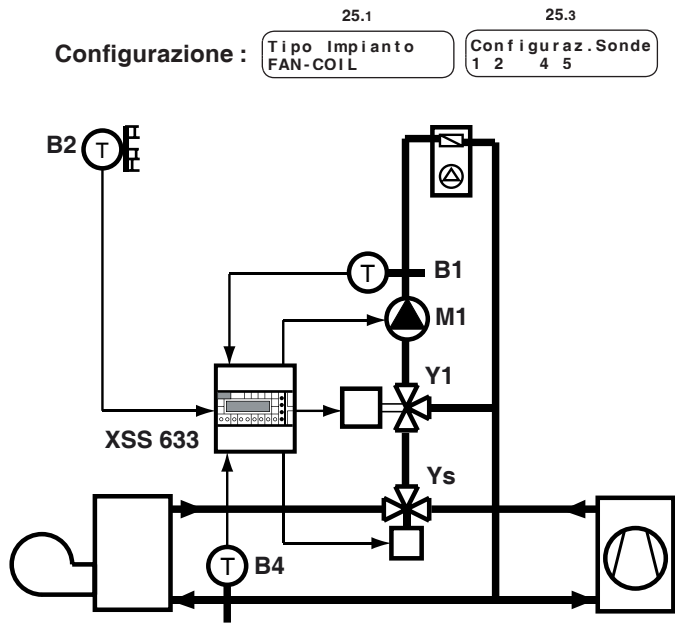 25.1 25.3
Configurazione : Tipo Impianto Configuraz.Sonde
FAN-COIL 1 2 4 5
B2 T
T B1
M1
Y1
XSS 633
Ys
T B4